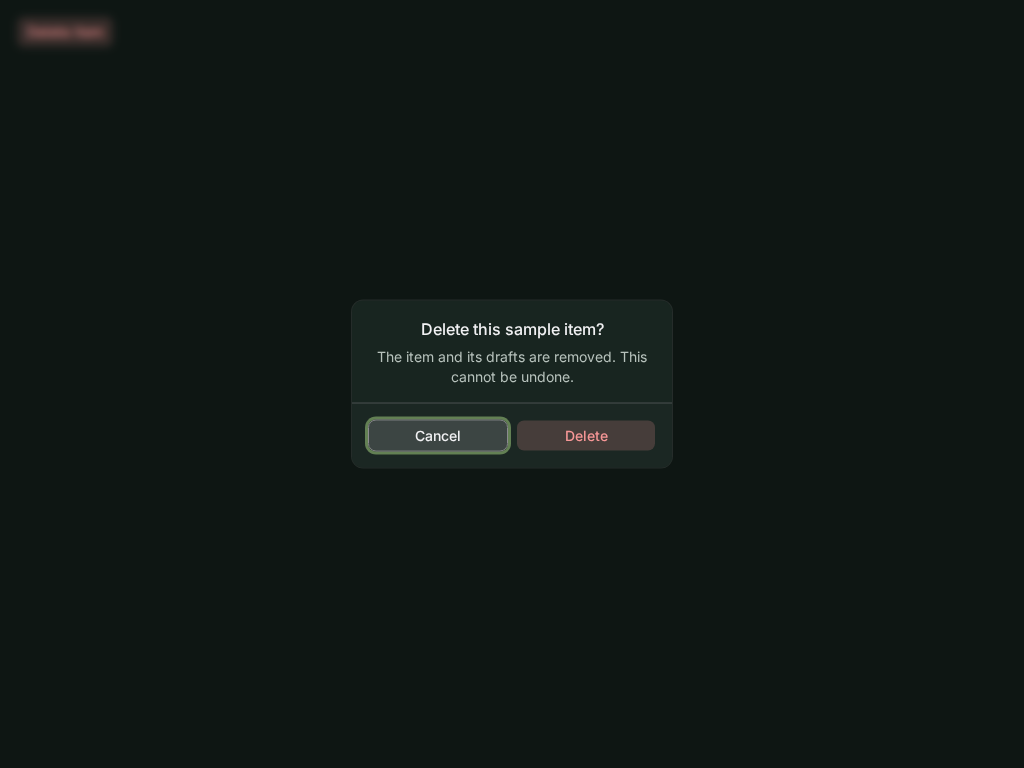 Delete this sample item?
The item and its drafts are removed. This
cannot be undone.
Cancel
Delete